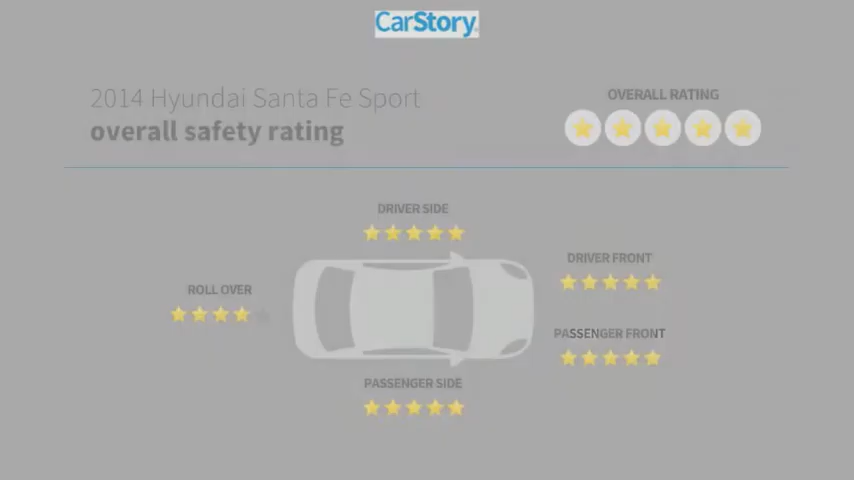 CarStory
2014 Hyundai Santa Fe Sport
overall safety rating
OVERALL RATING
DRIVER SIDE
DRIVER FRONT
ROLL OVER
PASSENGER FRONT
PASSENGER SIDE